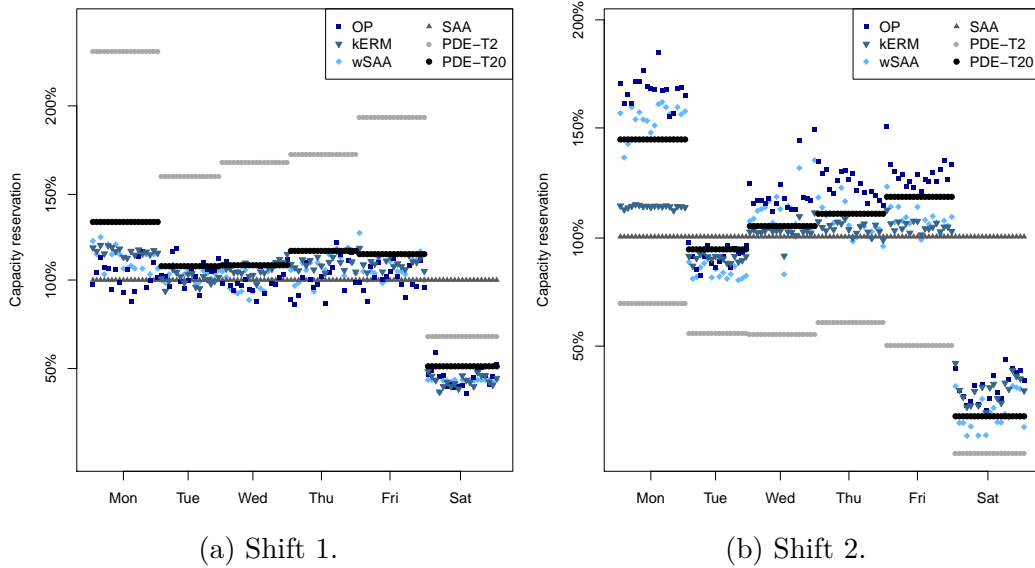 OP
kERM
wSAA
SAA
PDE−T2
PDE−T20
Capacity reservation
200%
150%
100%
50%
Mon Tue Wed Thu Fri Sat
(a) Shift 1.
OP
kERM
wSAA
SAA
PDE−T2
PDE−T20
Capacity reservation
200%
150%
100%
50%
Mon Tue Wed Thu Fri Sat
(b) Shift 2.